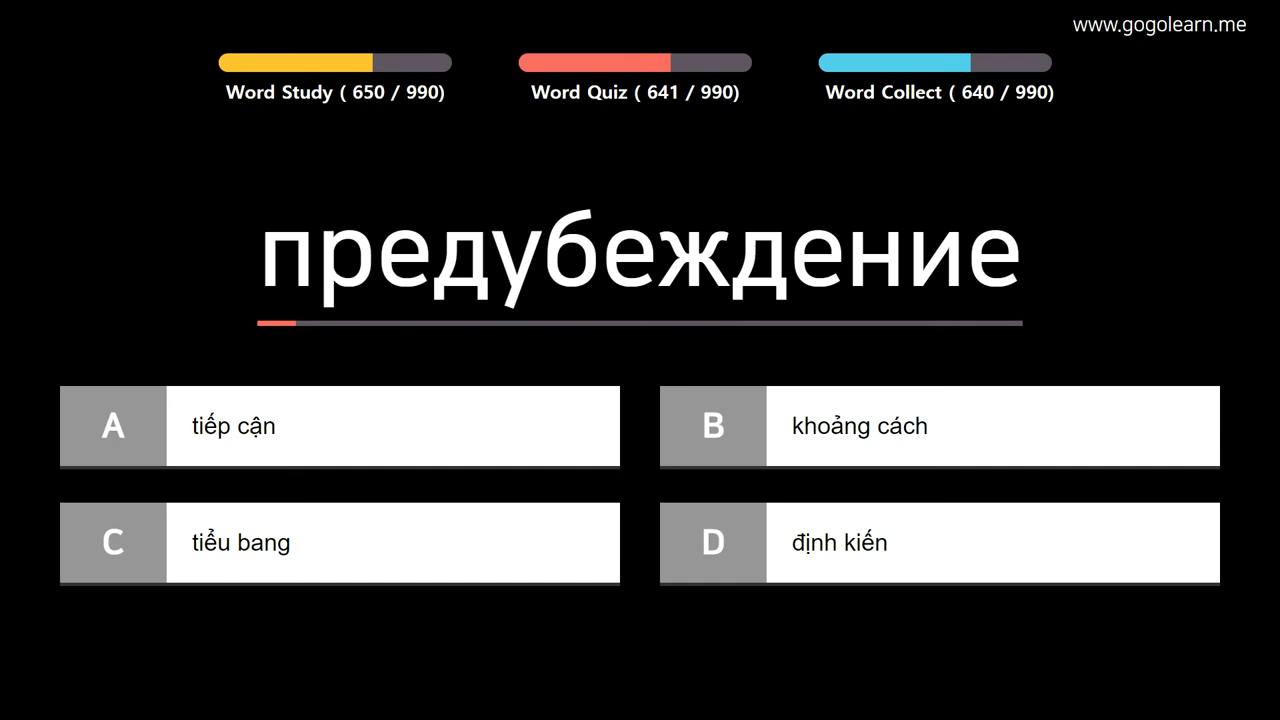 www.gogolearn.me
Word Study ( 650 / 990)
Word Quiz ( 641 / 990)
Word Collect ( 640 / 990)
предубеждение
A
tiếp cận
B
khoảng cách
C
tiểu bang
D
định kiến